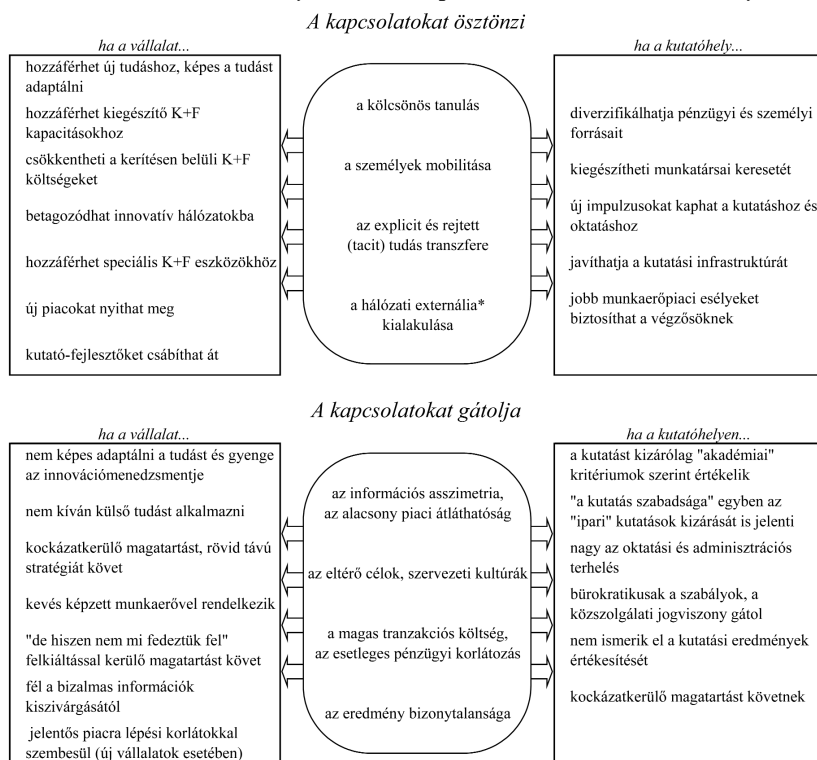 A kapcsolatokat ösztönzi
ha a vállalat...
hozzáférhet új tudáshoz, képes a tudást
adaptálni
hozzáférhet kiegészítő K+F
kapacitásokhoz
csökkentheti a kerítésen belüli K+F
költségeket
betagozódhat innovatív hálózatokba
hozzáférhet speciális K+F eszközökhöz
új piacokat nyithat meg
kutató-fejlesztőket csábíthat át
a kölcsönös tanulás
a személyek mobilitása
az explicit és rejtett
(tacit) tudás transzfere
a hálózati externália*
kialakulása
ha a kutatóhely...
diverzifikálhatja pénzügyi és személyi
forrásait
kiegészítheti munkatársai keresetét
új impulzusokat kaphat a kutatáshoz és
oktatáshoz
javíthatja a kutatási infrastruktúrát
jobb munkaerőpiaci esélyeket
biztosíthat a végzősöknek
A kapcsolatokat gátolja
ha a vállalat...
nem képes adaptálni a tudást és gyenge
az innovációmenedzsmentje
nem kíván külső tudást alkalmazni
kockázatkerülő magatartást, rövid távú
stratégiát követ
kevés képzett munkaerővel rendelkezik
"de hiszen nem mi fedeztük fel"
felkiáltással kerülő magatartást követ
fél a bizalmas információk
kiszivárgásától
jelentős piacra lépési korlátokkal
szembesül (új vállalatok esetében)
az információs asszimetria,
az alacsony piaci átláthatóság
az eltérő célok, szervezeti kultúrák
a magas tranzakciós költség,
az esetleges pénzügyi korlátozás
az eredmény bizonytalansága
ha a kutatóhelyen...
a kutatást kizárólag "akadémiai"
kritériumok szerint értékelik
"a kutatás szabadsága" egyben az
"ipari" kutatások kizárását is jelenti
nagy az oktatási és adminisztrációs
terhelés
bürokratikusak a szabályok, a
közszolgálati jogviszony gátol
nem ismerik el a kutatási eredmények
értékesítését
kockázatkerülő magatartást követnek